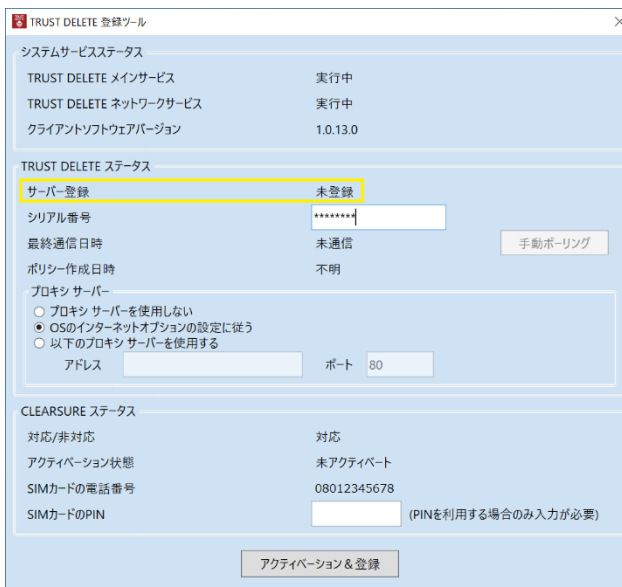 TRUST DELETE 登録ツール
システムサービスステータス
TRUST DELETE メインサービス 実行中
TRUST DELETE ネットワークサービス 実行中
クライアントソフトウェアバージョン 1.0.13.0
TRUST DELETE ステータス
サーバー登録 未登録
シリアル番号 ********
最終通信日時 未通信 手動ポーリング
ポリシー作成日時 不明
プロキシ サーバー
プロキシ サーバーを使用しない
OSのインターネットオプションの設定に従う
以下のプロキシ サーバーを使用する
アドレス ポート 80
CLEARSURE ステータス
対応/非対応 対応
アクティベーション状態 未アクティベート
SIMカードの電話番号 08012345678
SIMカードのPIN (PINを利用する場合のみ入力が必要)
アクティベーション & 登録